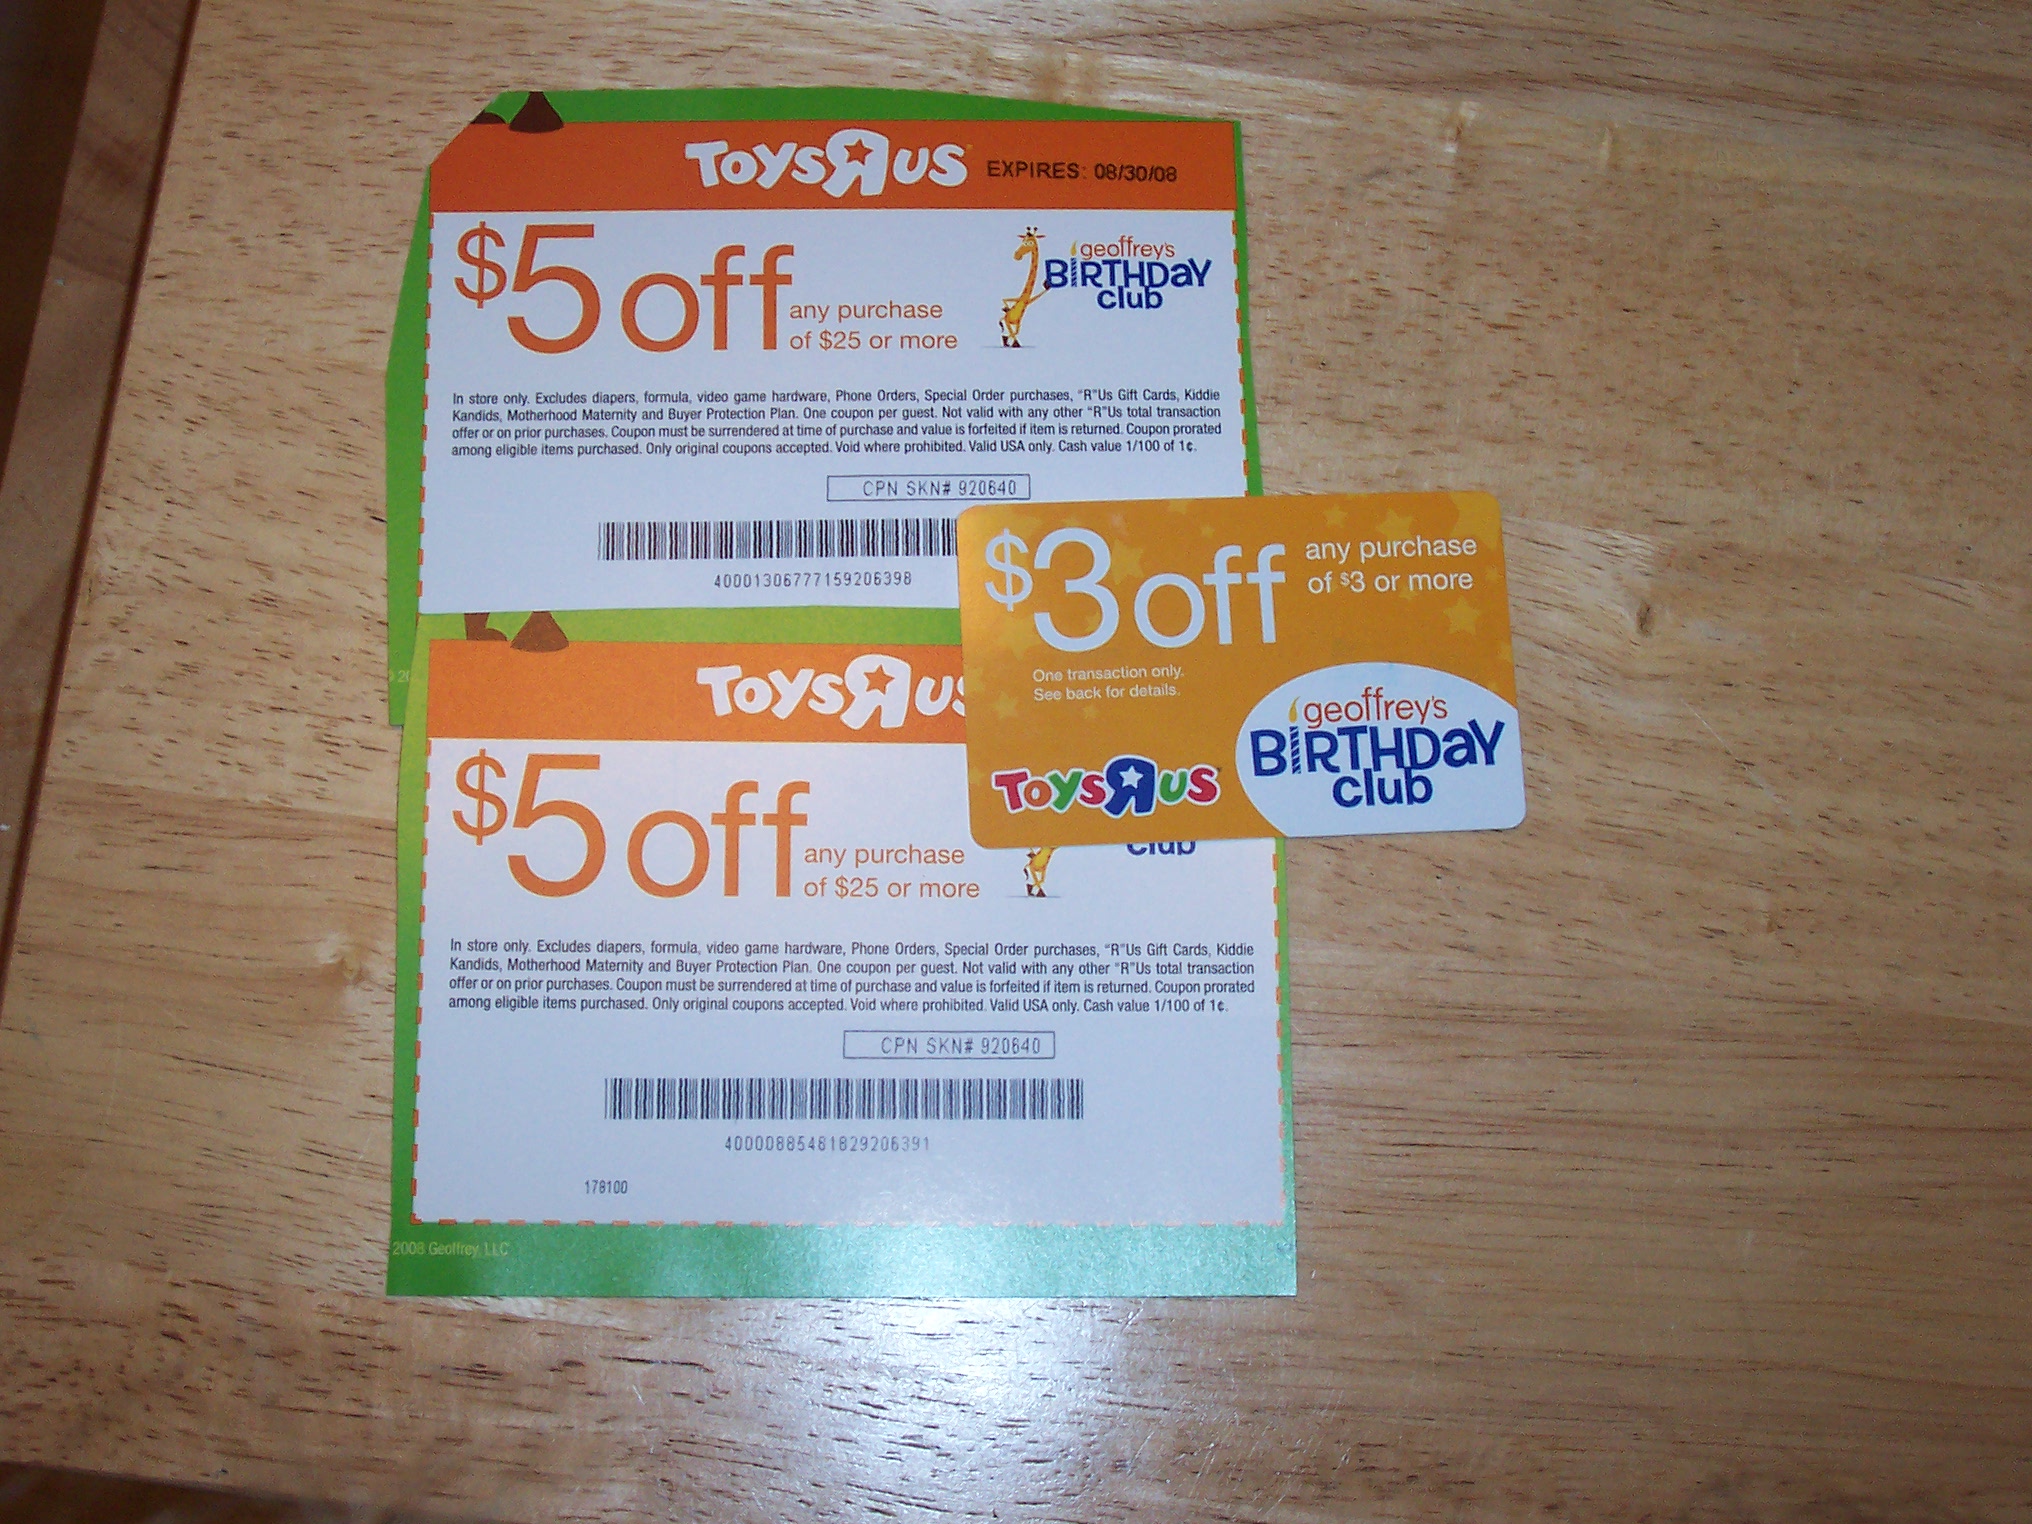 ToysRUs EXPIRES: 08/30/08
$5 off any purchase of $25 or more
geoffrey's
BIRTHDaY
club
In store only. Excludes diapers, formula, video game hardware, Phone Orders, Special Order purchases, "R"Us Gift Cards, Kiddie
Kandids, Motherhood Maternity and Buyer Protection Plan. One coupon per guest. Not valid with any other "R"Us total transaction
offer or on prior purchases. Coupon must be surrendered at time of purchase and value is forfeited if item is returned. Coupon prorated
among eligible items purchased. Only original coupons accepted. Void where prohibited. Valid USA only. Cash value 1/100 of 1¢.
CPN SKN# 920640
40001306777159206398
$3 off any purchase
of $3 or more
One transaction only.
See back for details.
geoffrey's
BIRTHDaY
club
ToysRUs
ToysRUs
$5 off any purchase
of $25 or more
club
In store only. Excludes diapers, formula, video game hardware, Phone Orders, Special Order purchases, "R"Us Gift Cards, Kiddie
Kandids, Motherhood Maternity and Buyer Protection Plan. One coupon per guest. Not valid with any other "R"Us total transaction
offer or on prior purchases. Coupon must be surrendered at time of purchase and value is forfeited if item is returned. Coupon prorated
among eligible items purchased. Only original coupons accepted. Void where prohibited. Valid USA only. Cash value 1/100 of 1¢.
CPN SKN# 920640
40000885481829206391
178100
2008 Geoffrey, LLC